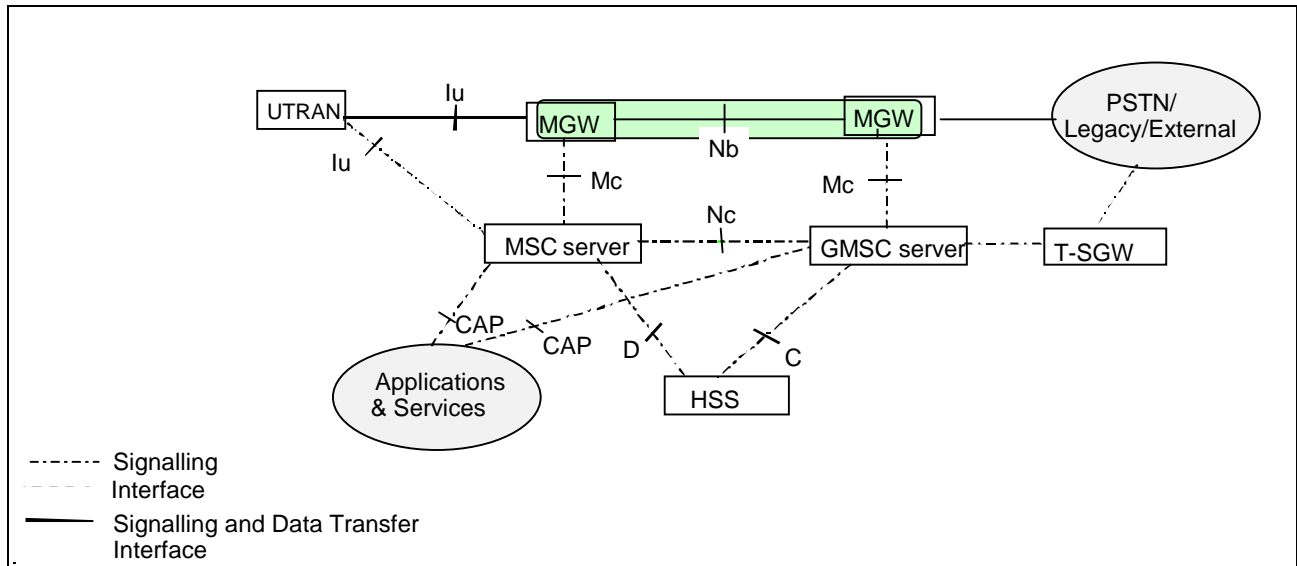 Iu
UTRAN
MGW
MGW
PSTN/
Legacy/External
Nb
Iu
Mc
Mc
Nc
MSC server
GMSC server
T-SGW
CAP
CAP
D
C
Applications
& Services
HSS
Signalling
Interface
Signalling and Data Transfer
Interface